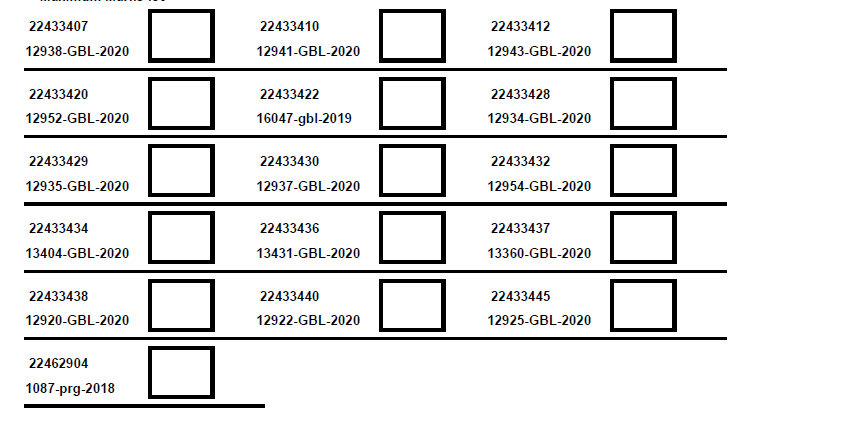 22433407 22433410 22433412
12938-GBL-2020 12941-GBL-2020 12943-GBL-2020
22433420 22433422 22433428
12952-GBL-2020 16047-gbl-2019 12934-GBL-2020
22433429 22433430 22433432
12935-GBL-2020 12937-GBL-2020 12954-GBL-2020
22433434 22433436 22433437
13404-GBL-2020 13431-GBL-2020 13360-GBL-2020
22433438 22433440 22433445
12920-GBL-2020 12922-GBL-2020 12925-GBL-2020
22462904
1087-prg-2018